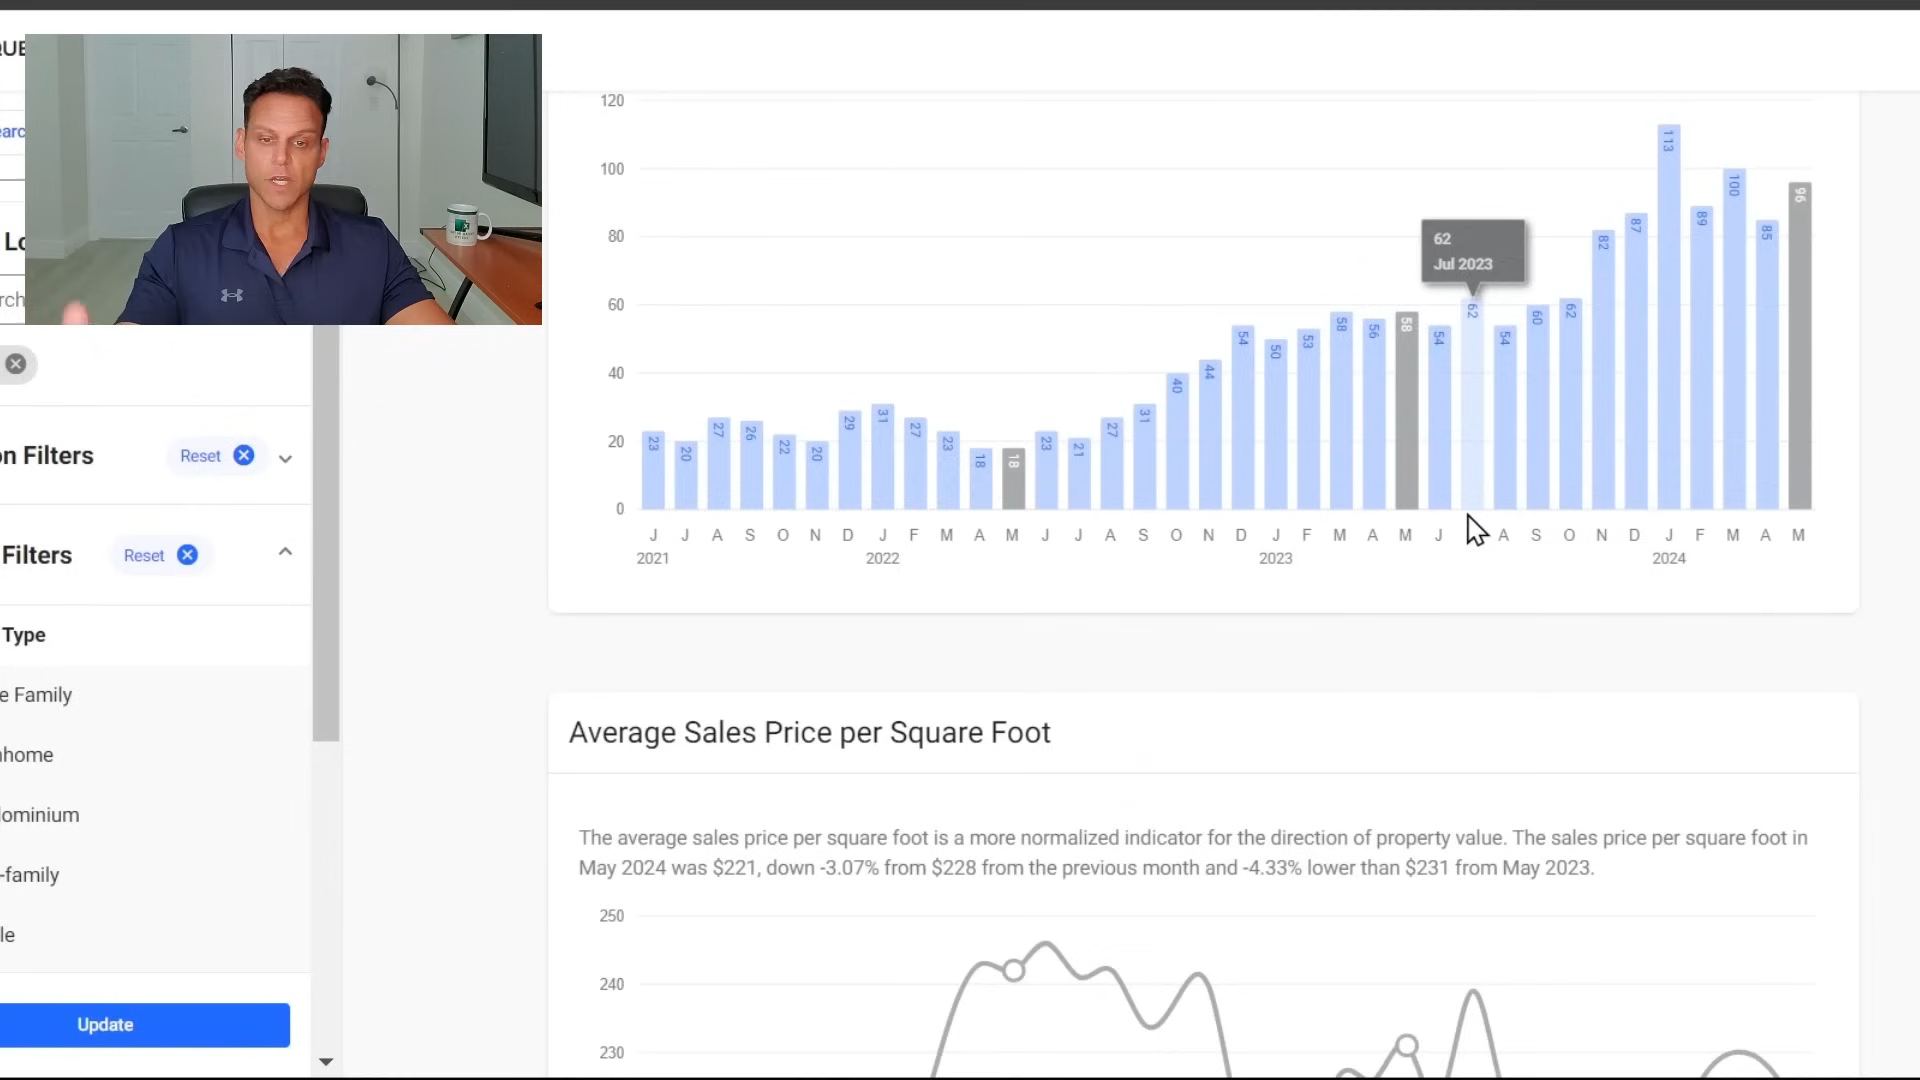 QUE
earc
Lo
rch
on Filters
Reset
Filters
Reset
Type
e Family
nhome
dominium
-family
le
Update
120
100
80
60
40
20
0
23
20
27
26
22
20
29
31
27
23
18
18
23
21
27
31
40
44
54
50
53
58
56
58
54
62
54
60
62
82
87
113
89
100
85
96
62
Jul 2023
J J A S O N D J F M A M J J A S O N D J F M A M J A S O N D J F M A M
2021 2022 2023 2024
Average Sales Price per Square Foot
The average sales price per square foot is a more normalized indicator for the direction of property value. The sales price per square foot in
May 2024 was $221, down -3.07% from $228 from the previous month and -4.33% lower than $231 from May 2023.
250
240
230